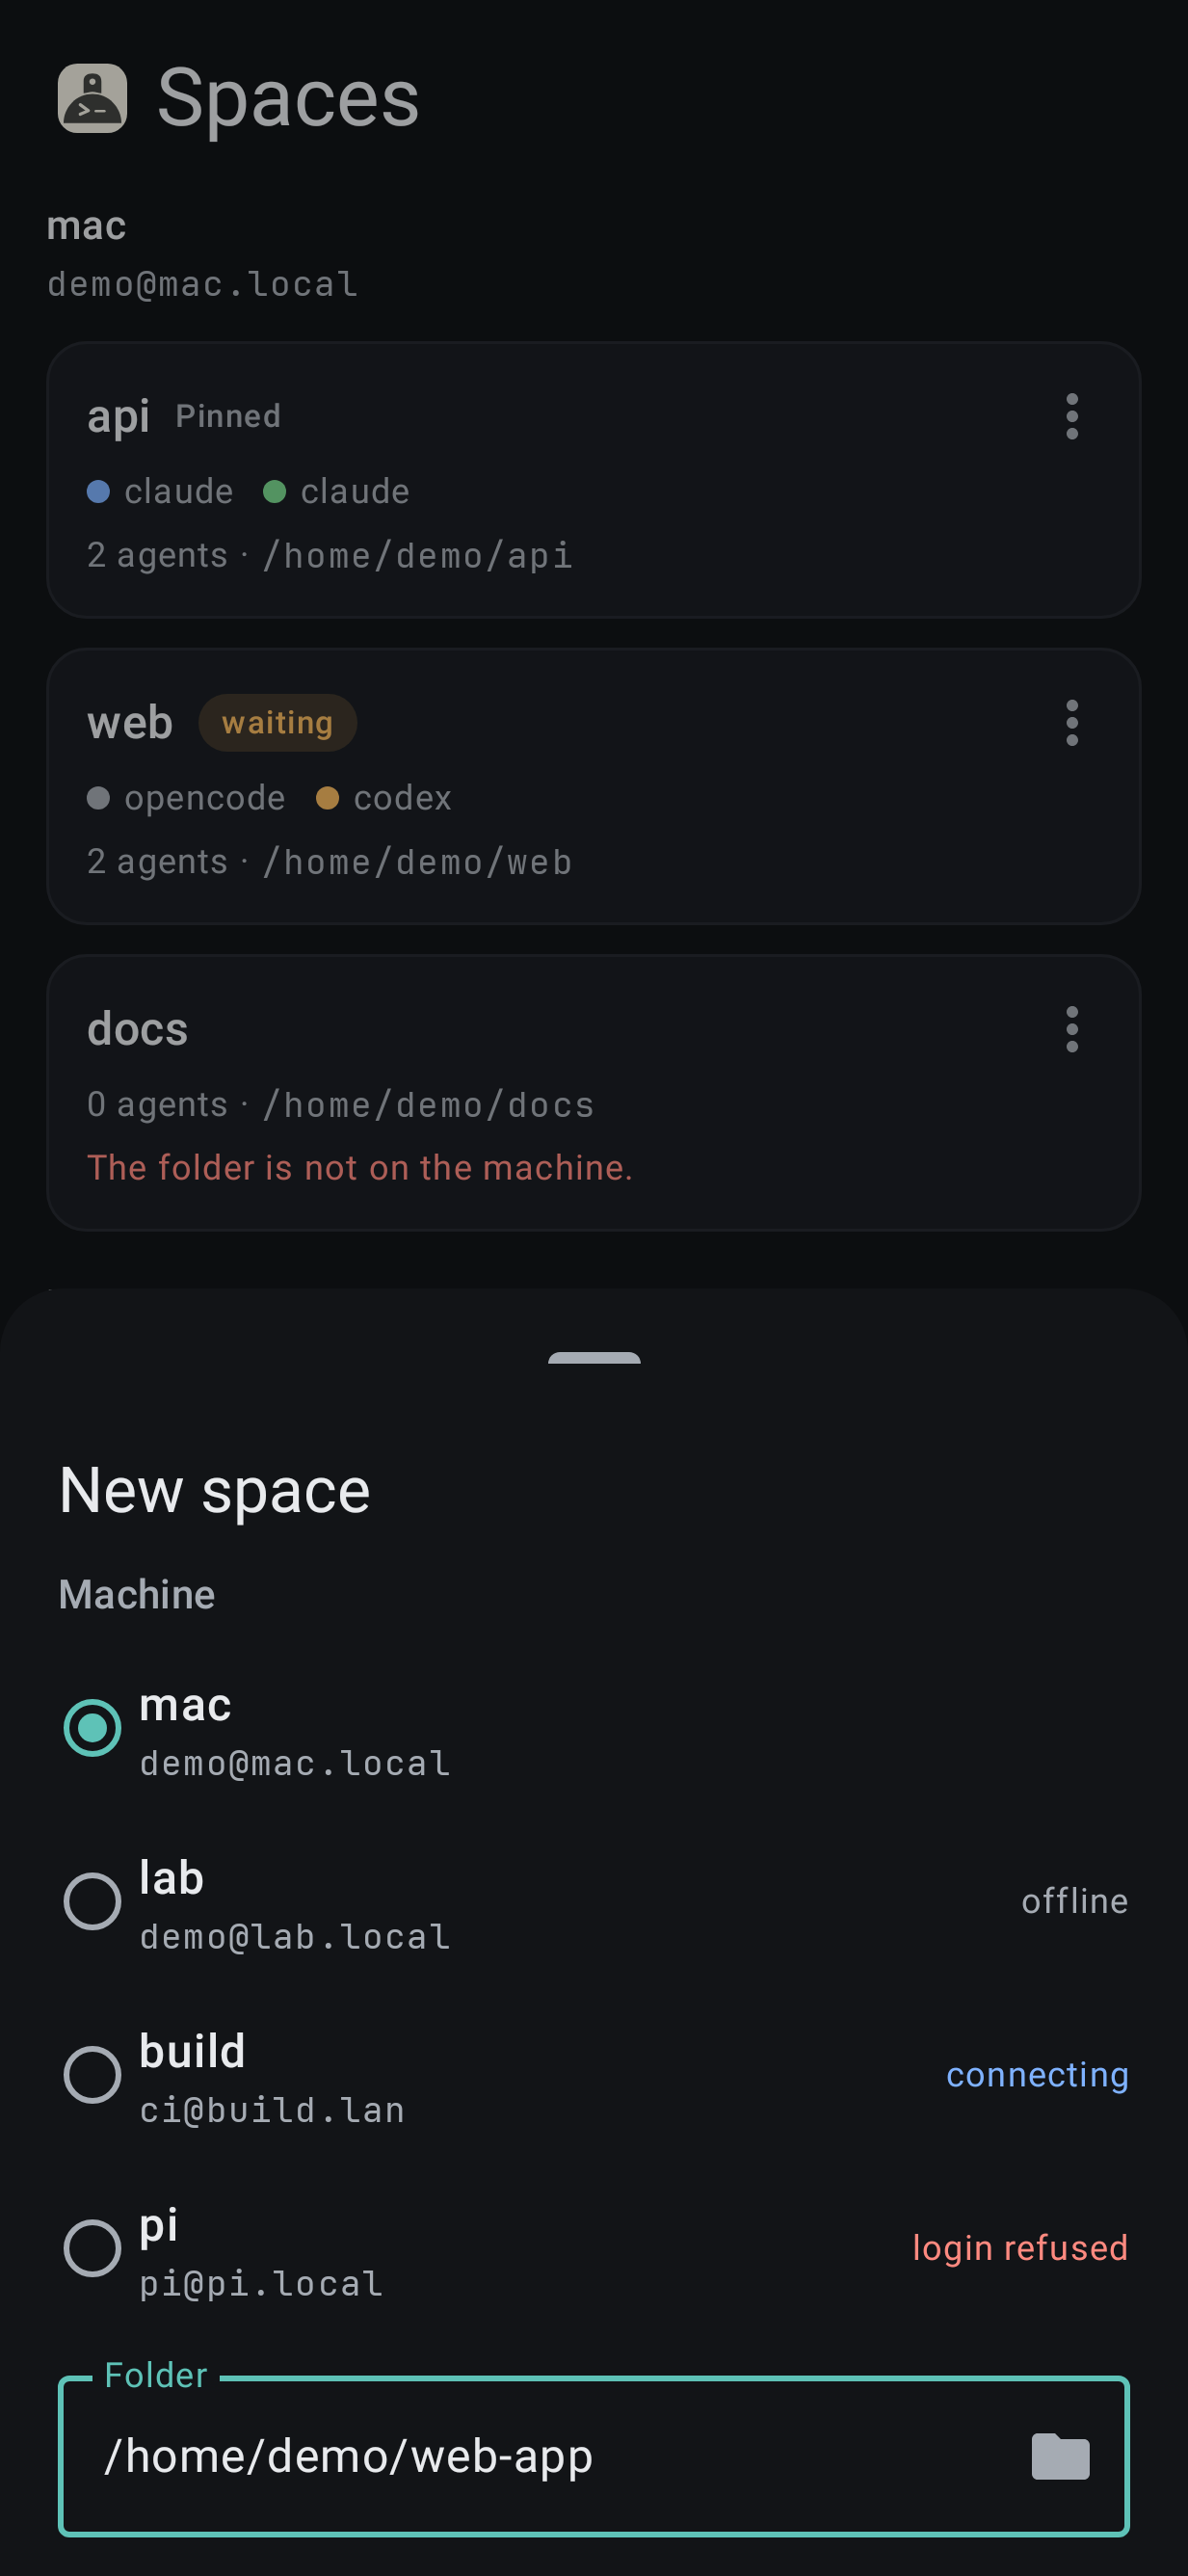 Spaces
mac
demo@mac.local
api Pinned
claude claude
2 agents · /home/demo/api
web waiting
opencode codex
2 agents · /home/demo/web
docs
0 agents · /home/demo/docs
The folder is not on the machine.
New space
Machine
mac
demo@mac.local
lab
demo@lab.local
offline
build
ci@build.lan
connecting
pi
pi@pi.local
login refused
Folder
/home/demo/web-app